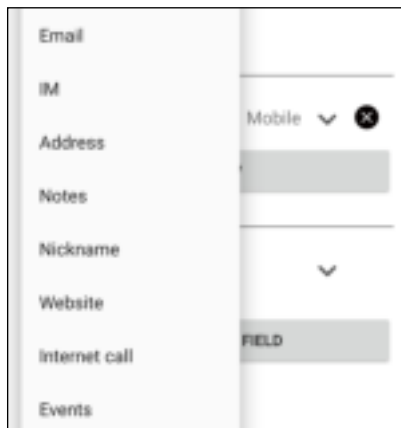 Email
IM
Mobile
Address
Notes
Nickname
Website
FIELD
Internet call
Events